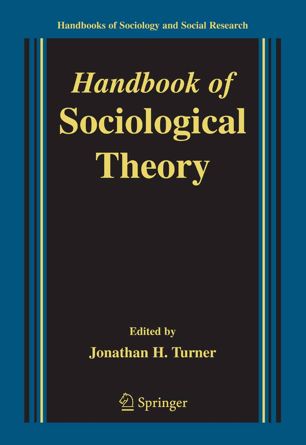 Handbooks of Sociology and Social Research
Handbook of
Sociological
Theory
Edited by
Jonathan H. Turner
Springer